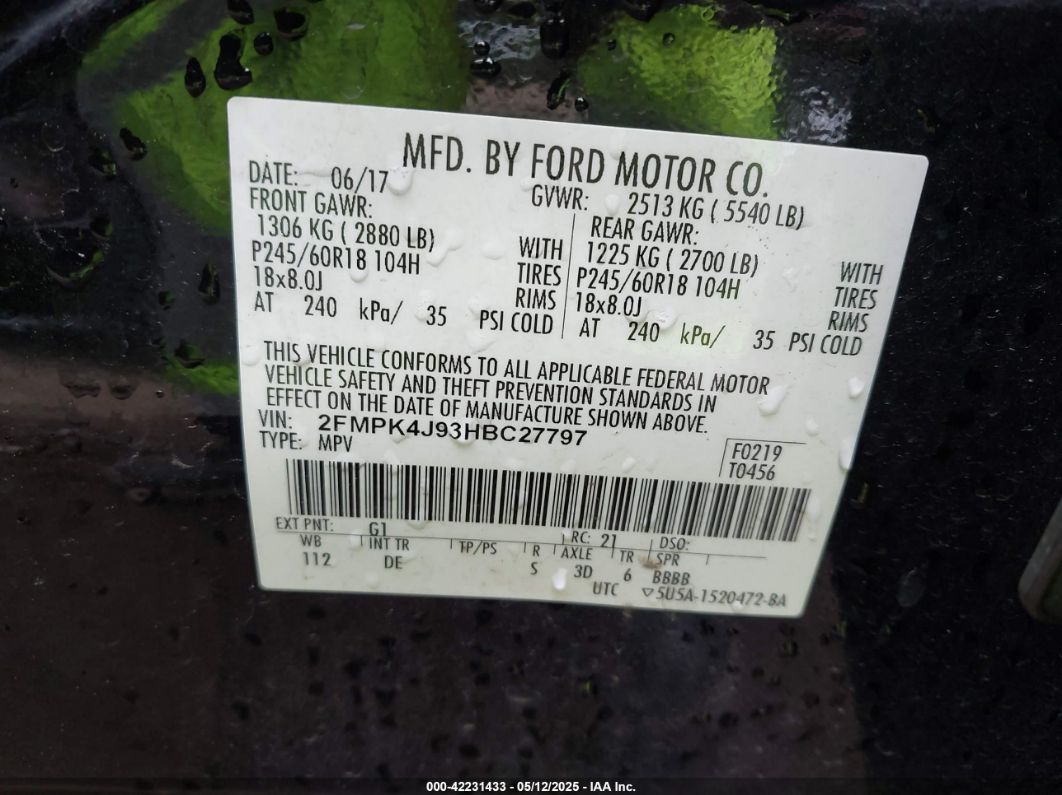 MFD. BY FORD MOTOR CO.
DATE: 06/17 GVWR: 2513 KG ( 5540 LB)
FRONT GAWR: REAR GAWR:
1306 KG ( 2880 LB) WITH 1225 KG ( 2700 LB) WITH
P245/60R18 104H TIRES P245/60R18 104H TIRES
18x8.0J RIMS 18x8.0J RIMS
AT 240 kPa/ 35 PSI COLD AT 240 kPa/ 35 PSI COLD
THIS VEHICLE CONFORMS TO ALL APPLICABLE FEDERAL MOTOR
VEHICLE SAFETY AND THEFT PREVENTION STANDARDS IN
EFFECT ON THE DATE OF MANUFACTURE SHOWN ABOVE.
VIN: 2FMPK4J93HBC27797
TYPE: MPV
F0219
T0456
EXT PNT: G1 RC: 21 DSO:
WB INT TR TP/PS R AXLE TR SPR
112 DE S 3D 6 BBBB
UTC ▽5U5A-1520472-BA
000-42231433 - 05/12/2025 - IAA Inc.